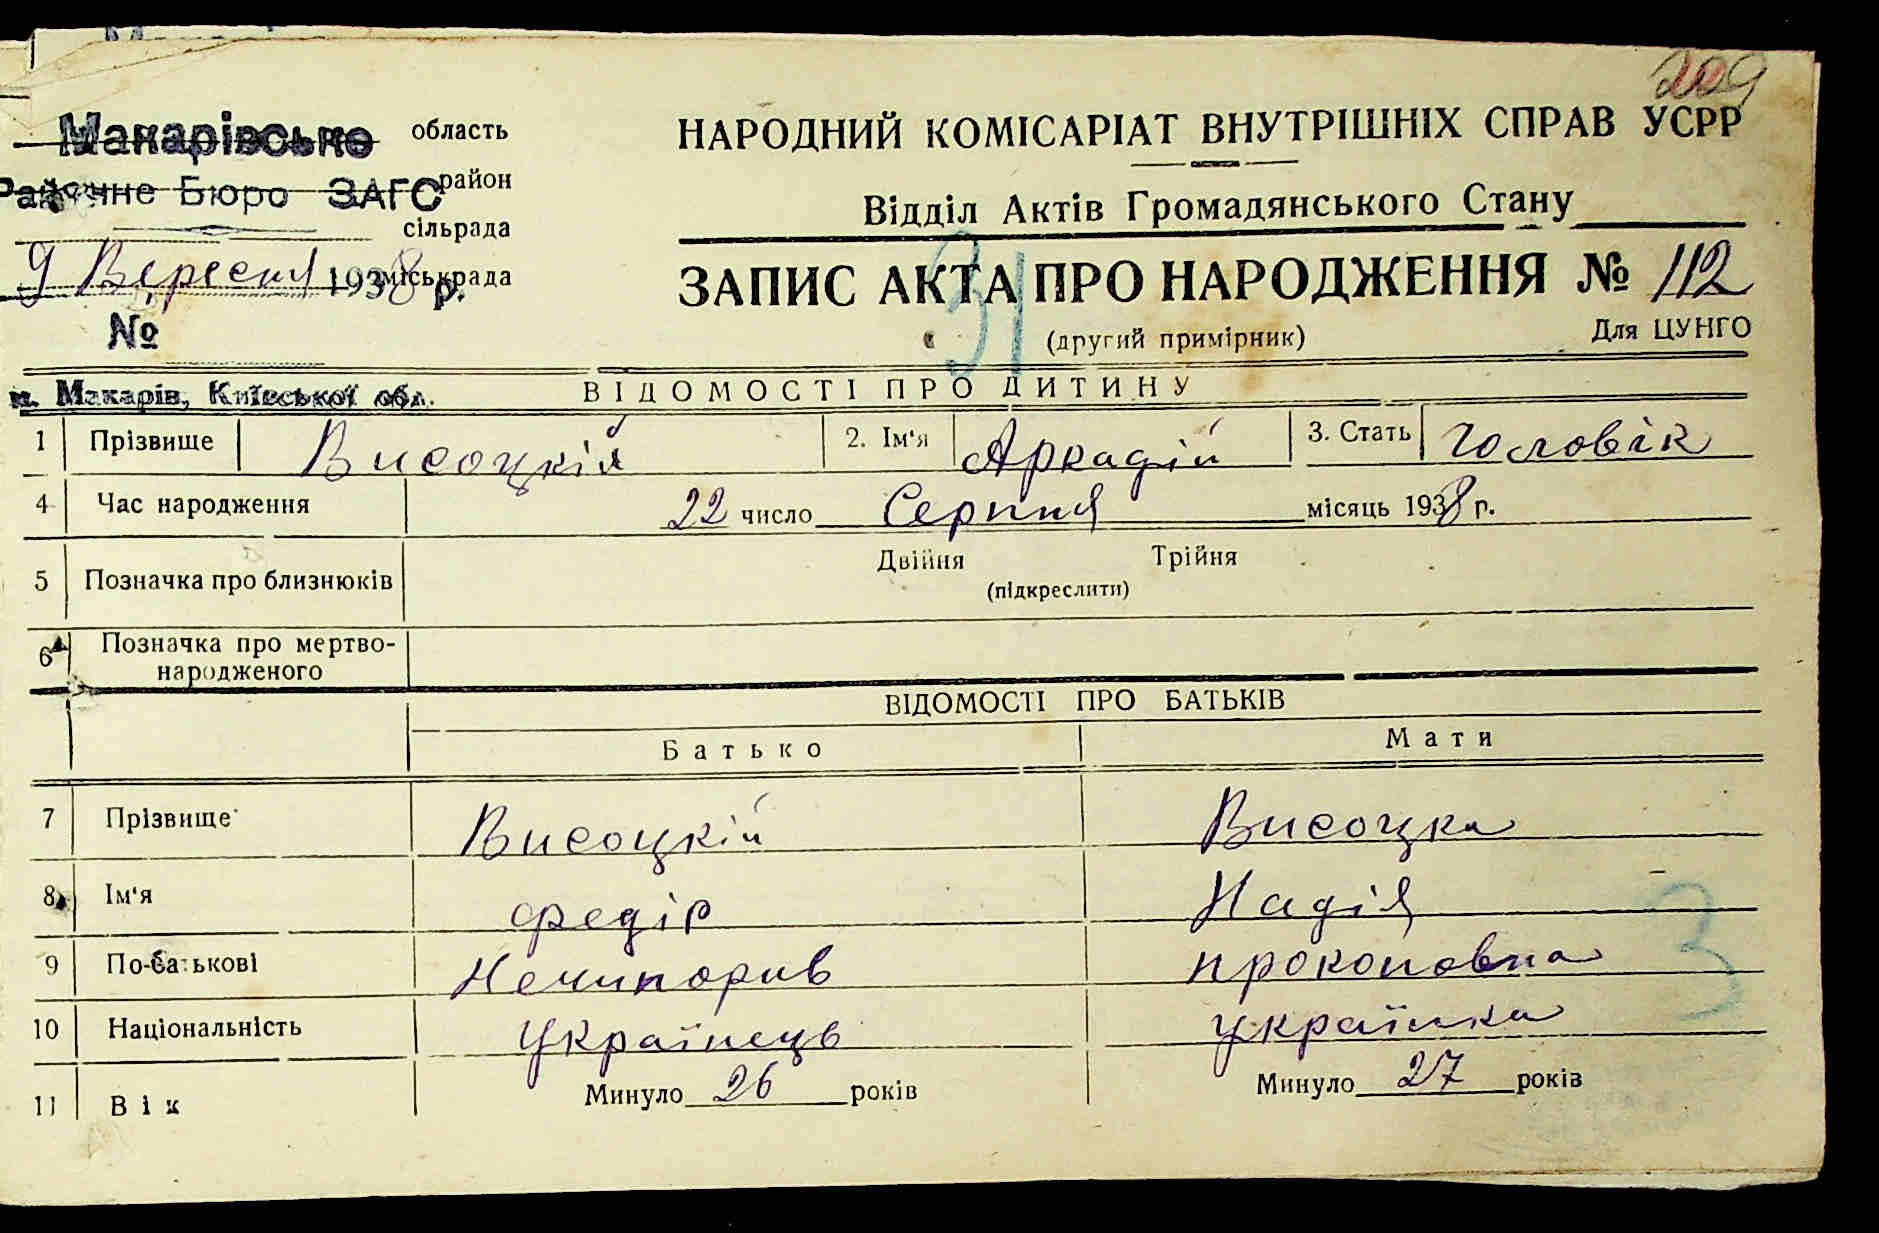 209
Макарівське область
Районне Бюро ЗАГС район
сільрада
9 Вересня 1938 р. міськрада
№
м. Макарів, Київської обл.
НАРОДНИЙ КОМІСАРІАТ ВНУТРІШНІХ СПРАВ УСРР
Відділ Актів Громадянського Стану
31
ЗАПИС АКТА ПРО НАРОДЖЕННЯ № 112
(другий примірник) Для ЦУНГО
ВІДОМОСТІ ПРО ДИТИНУ
1 Прізвище Висоцкій 2. Ім'я Аркадій 3. Стать Чоловік
4 Час народження 22 число Серпня місяць 1938 р.
5 Позначка про близнюків Двійня Трійня
(підкреслити)
6 Позначка про мертво-
народженого
ВІДОМОСТІ ПРО БАТЬКІВ
Батько Мати
7 Прізвище Висоцкій Висоцка
8 Ім'я Федір Надія
9 По-батькові Нечипорив Прокоповна
3
10 Національність Українець Українка
11 Вік Минуло 26 років Минуло 27 років